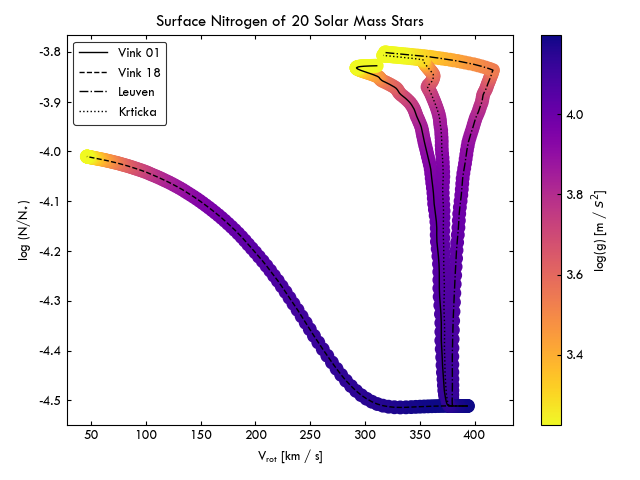 Surface Nitrogen of 20 Solar Mass Stars
Vink 01
Vink 18
Leuven
Krticka
log (N/N⋆)
-3.8
-3.9
-4.0
-4.1
-4.2
-4.3
-4.4
-4.5
50 100 150 200 250 300 350 400
V_rot [km / s]
4.0
3.8
3.6
3.4
log(g) [m / s²]